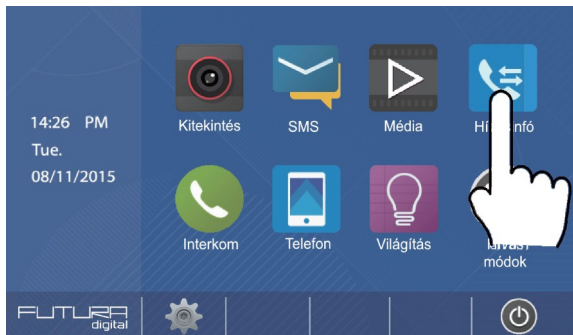 14:26 PM
Tue.
08/11/2015
Kitekintés
SMS
Média
Interkom
Telefon
Világítás
módok
FUTURA
digital